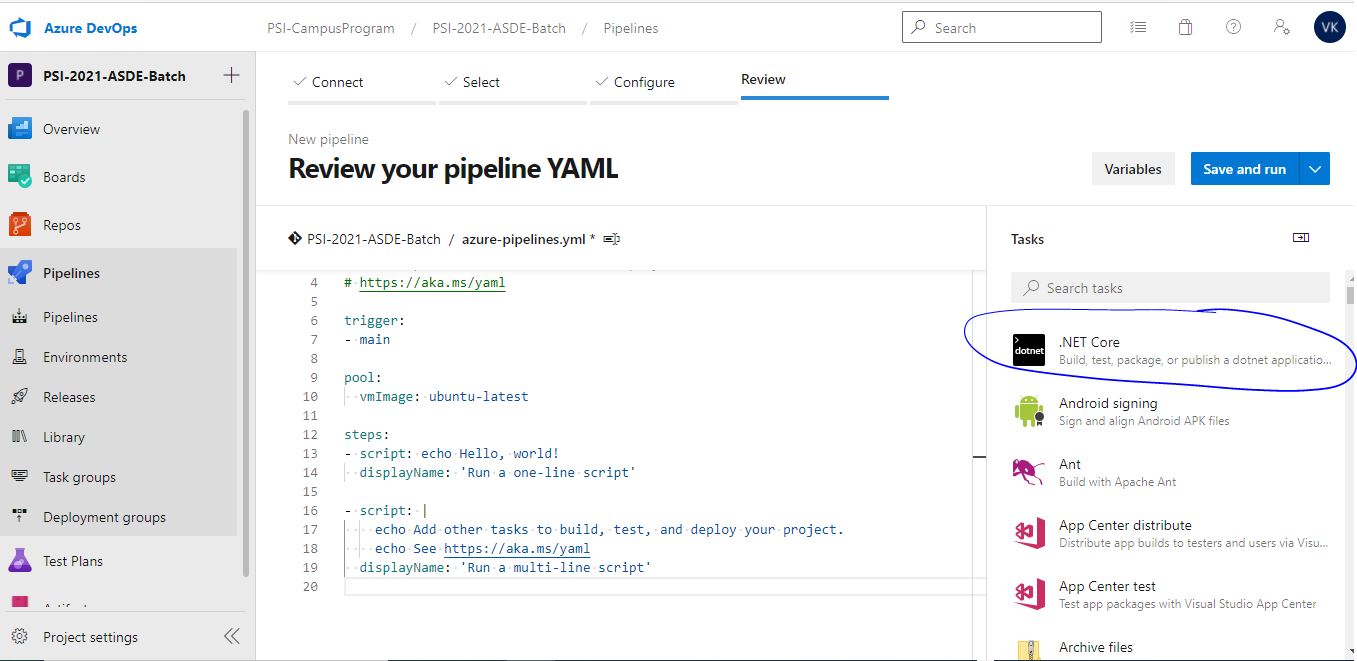 Azure DevOps
PSI-CampusProgram / PSI-2021-ASDE-Batch / Pipelines
Search
VK
P PSI-2021-ASDE-Batch
Overview
Boards
Repos
Pipelines
Pipelines
Environments
Releases
Library
Task groups
Deployment groups
Test Plans
Project settings
Connect
Select
Configure
Review
New pipeline
Review your pipeline YAML
Variables
Save and run
PSI-2021-ASDE-Batch / azure-pipelines.yml *
4 # https://aka.ms/yaml
5
6 trigger:
7 - main
8
9 pool:
10 vmImage: ubuntu-latest
11
12 steps:
13 - script: echo Hello, world!
14 displayName: 'Run a one-line script'
15
16 - script: |
17 echo Add other tasks to build, test, and deploy your project.
18 echo See https://aka.ms/yaml
19 displayName: 'Run a multi-line script'
20
Tasks
Search tasks
dotnet
.NET Core
Build, test, package, or publish a dotnet applicatio...
Android signing
Sign and align Android APK files
Ant
Build with Apache Ant
App Center distribute
Distribute app builds to testers and users via Visu...
App Center test
Test app packages with Visual Studio App Center
Archive files